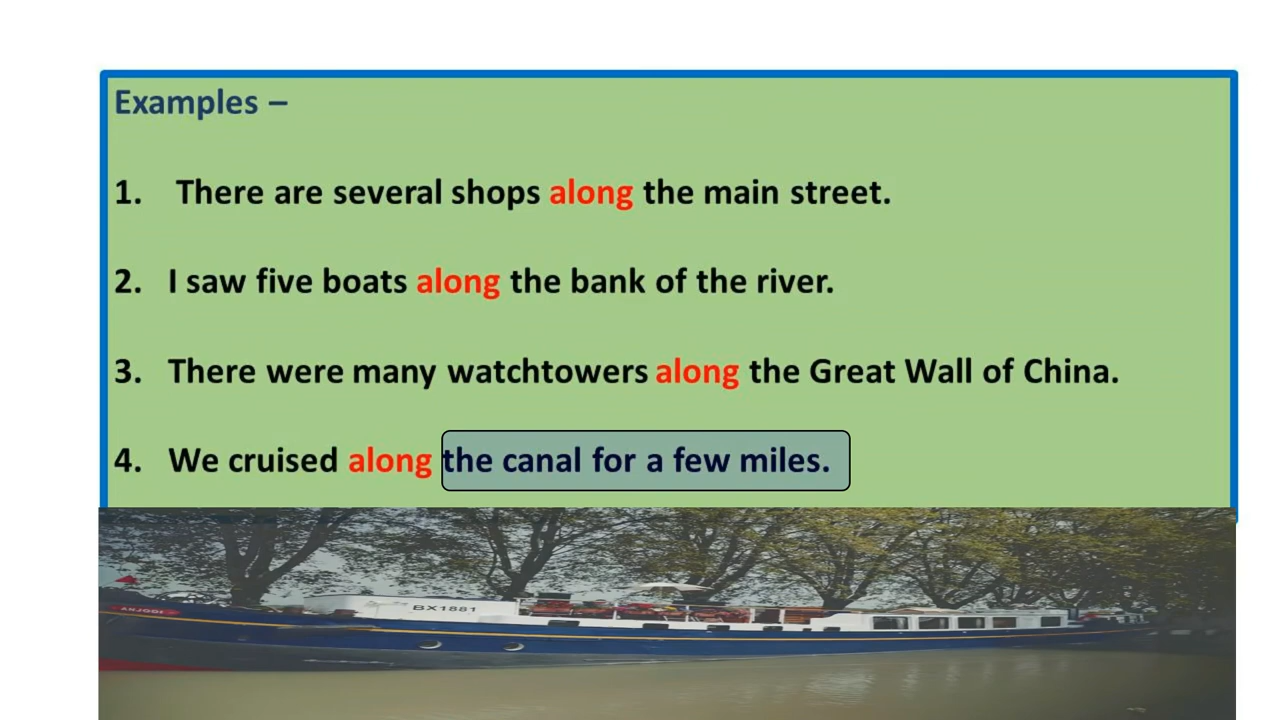 Examples –
1. There are several shops along the main street.
2. I saw five boats along the bank of the river.
3. There were many watchtowers along the Great Wall of China.
4. We cruised along the canal for a few miles.
BX1881
ANJODI